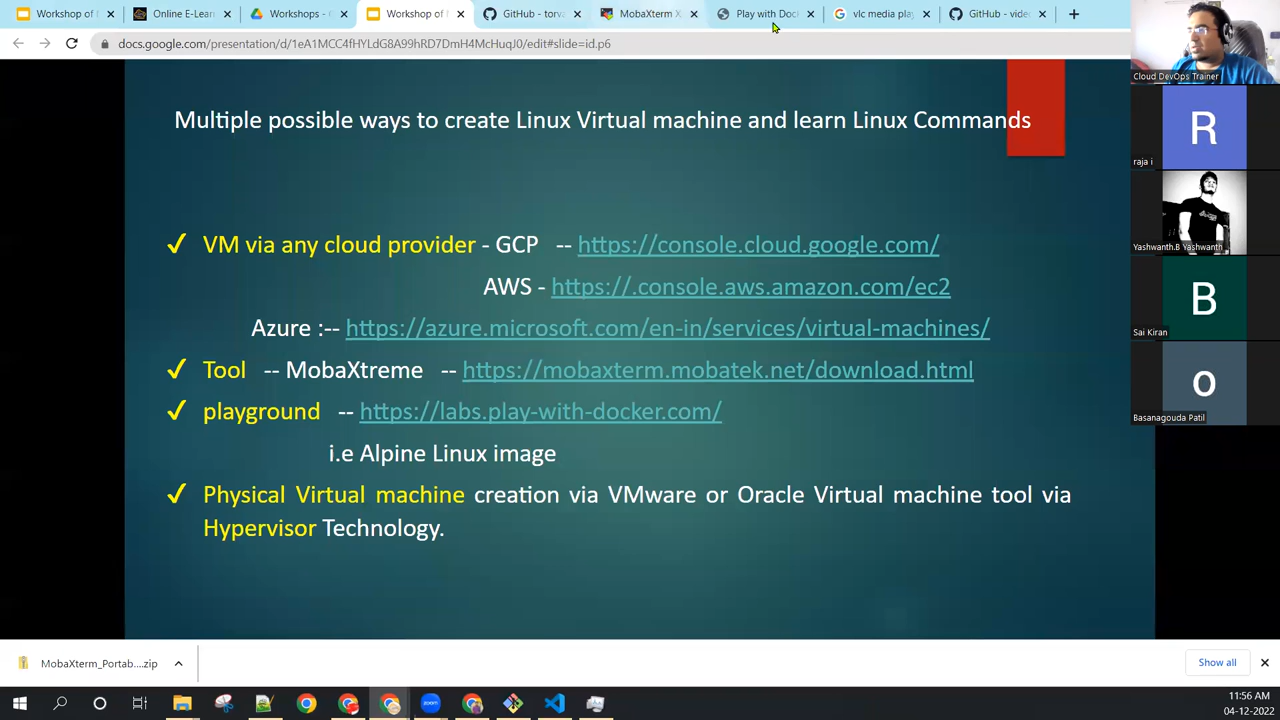 Workshop of
Online E-Lear
Workshops -
Workshop of
GitHub - torva
MobaXterm X
Play with Doc
vlc media pla
GitHub - vide
docs.google.com/presentation/d/1eA1MCC4fHYLdG8A99hRD7DmH4McHuqJ0/edit#slide=id.p6
Cloud DevOps Trainer
Multiple possible ways to create Linux Virtual machine and learn Linux Commands
R
raja i
✓ VM via any cloud provider - GCP -- https://console.cloud.google.com/
Yashwanth.B Yashwanth
AWS - https://.console.aws.amazon.com/ec2
B
Sai Kiran
Azure :-- https://azure.microsoft.com/en-in/services/virtual-machines/
✓ Tool -- MobaXtreme -- https://mobaxterm.mobatek.net/download.html
o
✓ playground -- https://labs.play-with-docker.com/
Basanagouda Patil
i.e Alpine Linux image
✓ Physical Virtual machine creation via VMware or Oracle Virtual machine tool via
Hypervisor Technology.
MobaXterm_Portab....zip
Show all
zoom
11:56 AM
04-12-2022